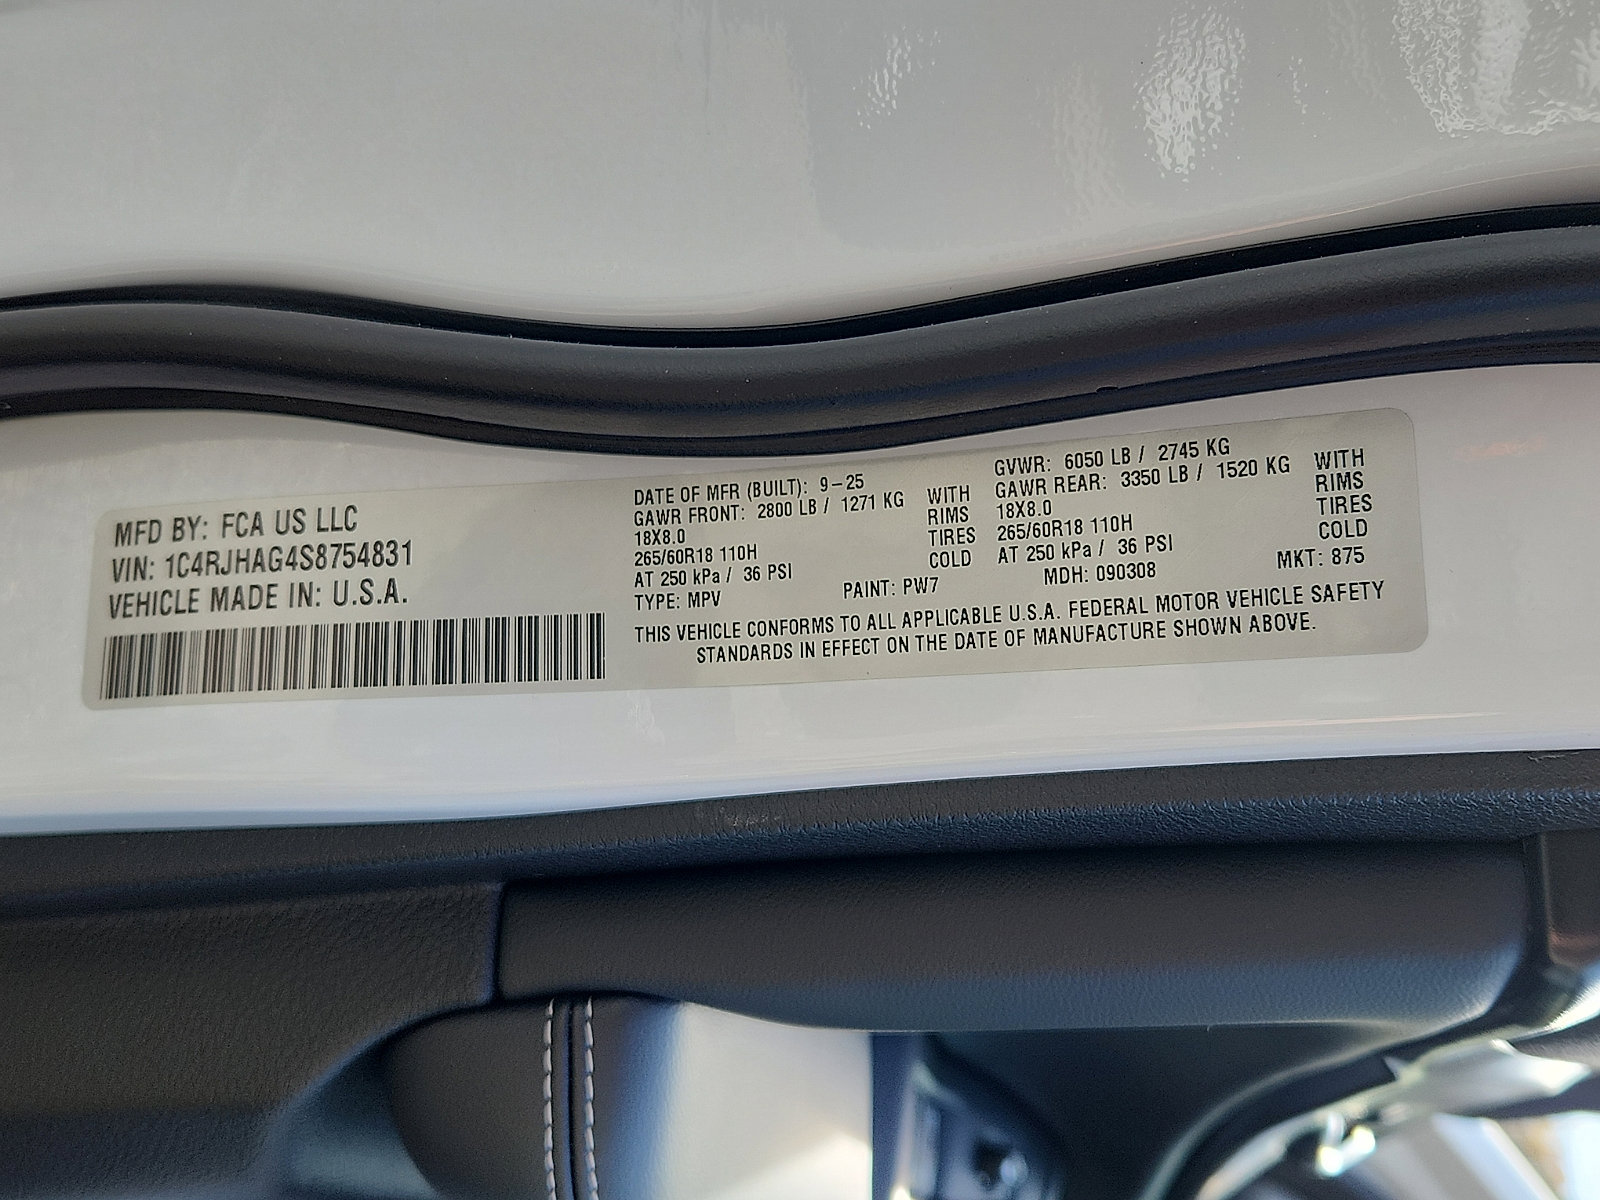 MFD BY: FCA US LLC
VIN: 1C4RJHAG4S8754831
VEHICLE MADE IN: U.S.A.
DATE OF MFR (BUILT): 9-25
GAWR FRONT: 2800 LB / 1271 KG WITH
18X8.0 RIMS
265/60R18 110H TIRES
AT 250 kPa / 36 PSI COLD
TYPE: MPV PAINT: PW7
GVWR: 6050 LB / 2745 KG
GAWR REAR: 3350 LB / 1520 KG WITH
18X8.0 RIMS
265/60R18 110H TIRES
AT 250 kPa / 36 PSI COLD
MDH: 090308 MKT: 875
THIS VEHICLE CONFORMS TO ALL APPLICABLE U.S.A. FEDERAL MOTOR VEHICLE SAFETY
STANDARDS IN EFFECT ON THE DATE OF MANUFACTURE SHOWN ABOVE.